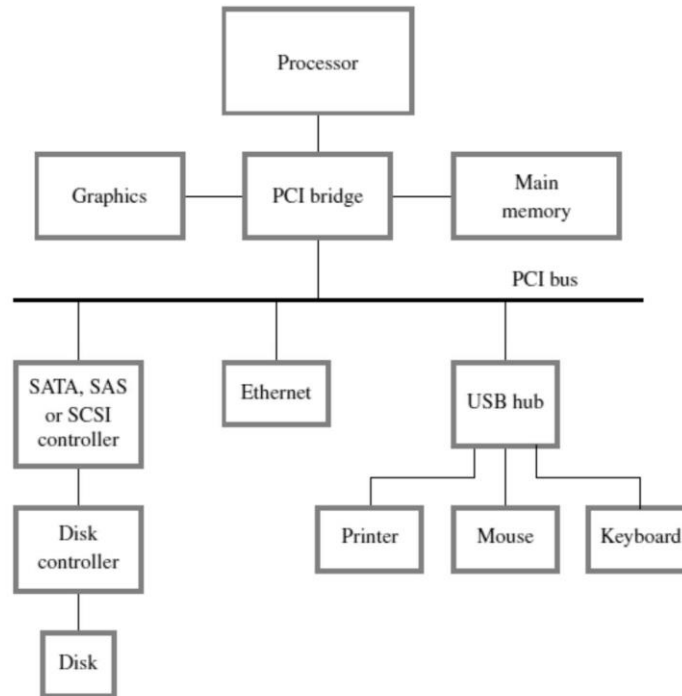 Processor
Graphics
PCI bridge
Main
memory
PCI bus
SATA, SAS
or SCSI
controller
Ethernet
USB hub
Disk
controller
Printer
Mouse
Keyboard
Disk